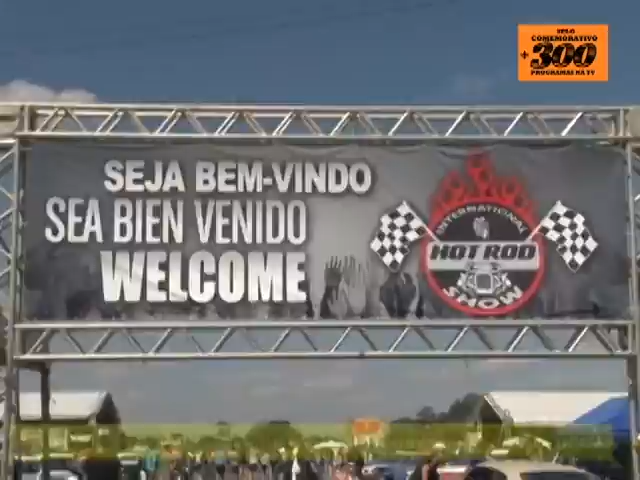 SELO
COMEMORATIVO
+300
PROGRAMAS NA TV
SEJA BEM-VINDO
SEA BIEN VENIDO
WELCOME
INTERNATIONAL
HOT ROD
SHOW